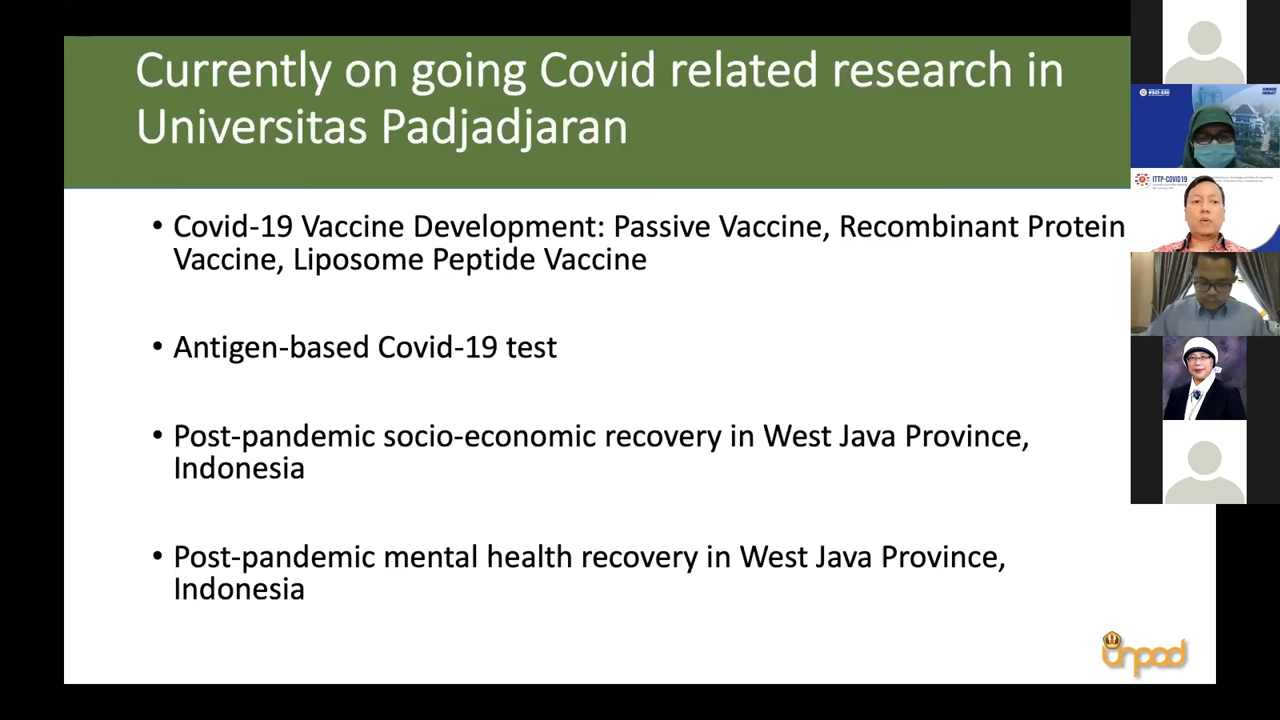 Currently on going Covid related research in
Universitas Padjadjaran
• Covid-19 Vaccine Development: Passive Vaccine, Recombinant Protein
Vaccine, Liposome Peptide Vaccine
• Antigen-based Covid-19 test
• Post-pandemic socio-economic recovery in West Java Province,
Indonesia
• Post-pandemic mental health recovery in West Java Province,
Indonesia
unpad
ITTP-COVID19